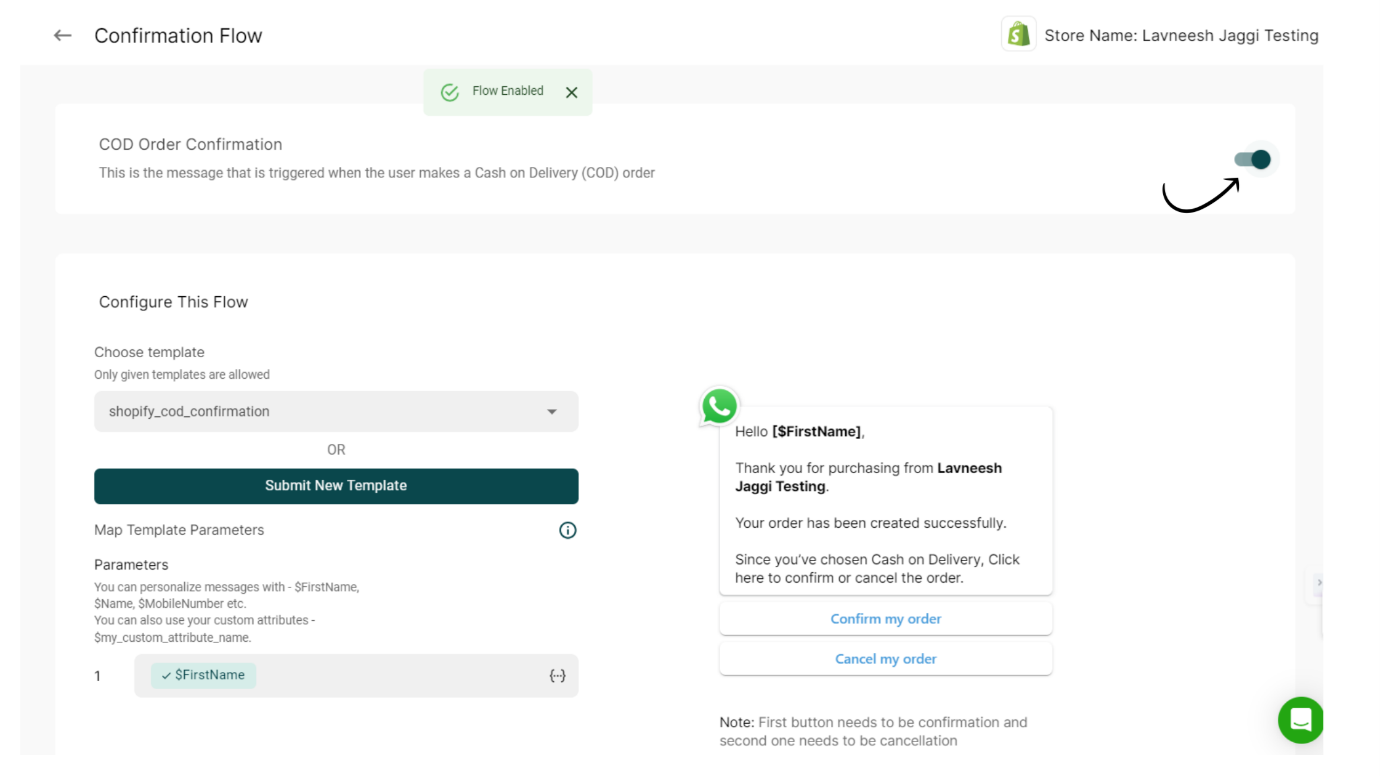 Confirmation Flow
Store Name: Lavneesh Jaggi Testing
Flow Enabled
COD Order Confirmation
This is the message that is triggered when the user makes a Cash on Delivery (COD) order
Configure This Flow
Choose template
Only given templates are allowed
shopify_cod_confirmation
OR
Submit New Template
Map Template Parameters
Parameters
You can personalize messages with - $FirstName,
$Name, $MobileNumber etc.
You can also use your custom attributes -
$my_custom_attribute_name.
1
$FirstName
{··}
Hello [$FirstName],
Thank you for purchasing from Lavneesh
Jaggi Testing.
Your order has been created successfully.
Since you've chosen Cash on Delivery, Click
here to confirm or cancel the order.
Confirm my order
Cancel my order
Note: First button needs to be confirmation and
second one needs to be cancellation